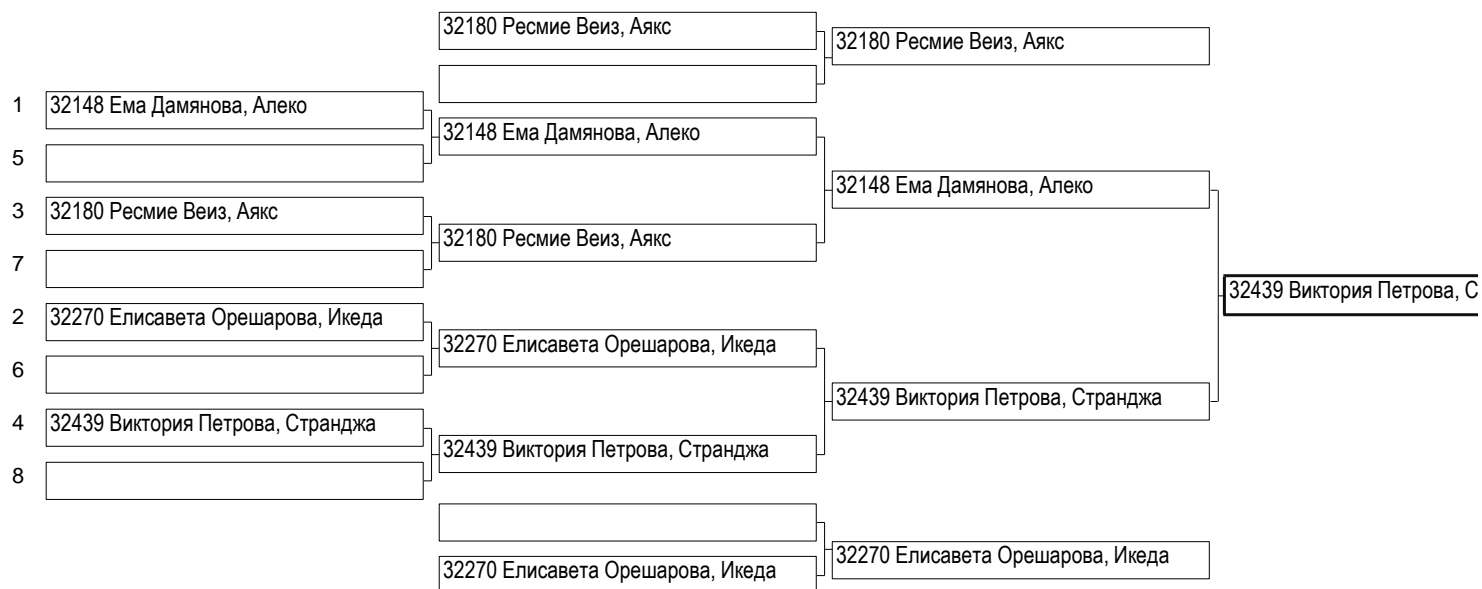 32180 Ресмие Веиз, Аякс
32180 Ресмие Веиз, Аякс
1 32148 Ема Дамянова, Алеко
32148 Ема Дамянова, Алеко
5
32148 Ема Дамянова, Алеко
3 32180 Ресмие Веиз, Аякс
32180 Ресмие Веиз, Аякс
7
32439 Виктория Петрова, С
2 32270 Елисавета Орешарова, Икеда
32270 Елисавета Орешарова, Икеда
6
32439 Виктория Петрова, Странджа
4 32439 Виктория Петрова, Странджа
32439 Виктория Петрова, Странджа
8
32270 Елисавета Орешарова, Икеда
32270 Елисавета Орешарова, Икеда